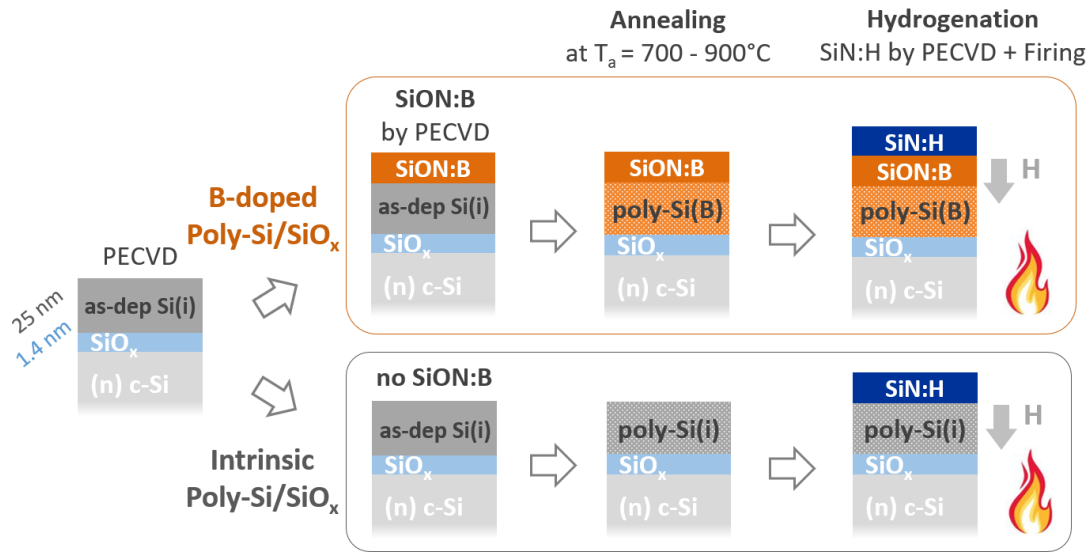 Annealing
at Tₐ = 700 - 900°C
Hydrogenation
SiN:H by PECVD + Firing
SiON:B
by PECVD
SiON:B
as-dep Si(i)
SiOₓ
(n) c-Si
SiON:B
poly-Si(B)
SiOₓ
(n) c-Si
SiN:H
SiON:B
poly-Si(B)
SiOₓ
(n) c-Si
H
B-doped
Poly-Si/SiOₓ
PECVD
25 nm
1.4 nm
as-dep Si(i)
SiOₓ
(n) c-Si
Intrinsic
Poly-Si/SiOₓ
no SiON:B
as-dep Si(i)
SiOₓ
(n) c-Si
poly-Si(i)
SiOₓ
(n) c-Si
SiN:H
poly-Si(i)
SiOₓ
(n) c-Si
H